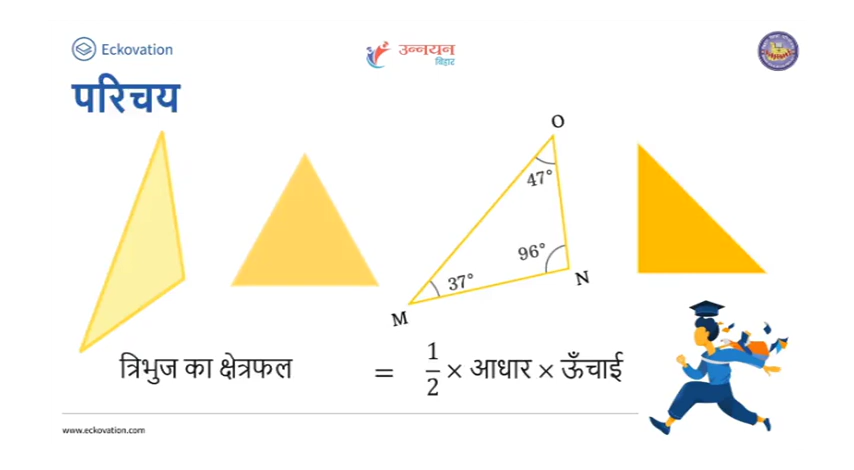 Eckovation
उन्नयन
बिहार
परिचय
O
47°
96°
37°
N
M
त्रिभुज का क्षेत्रफल = 1/2 × आधार × ऊँचाई
www.eckovation.com